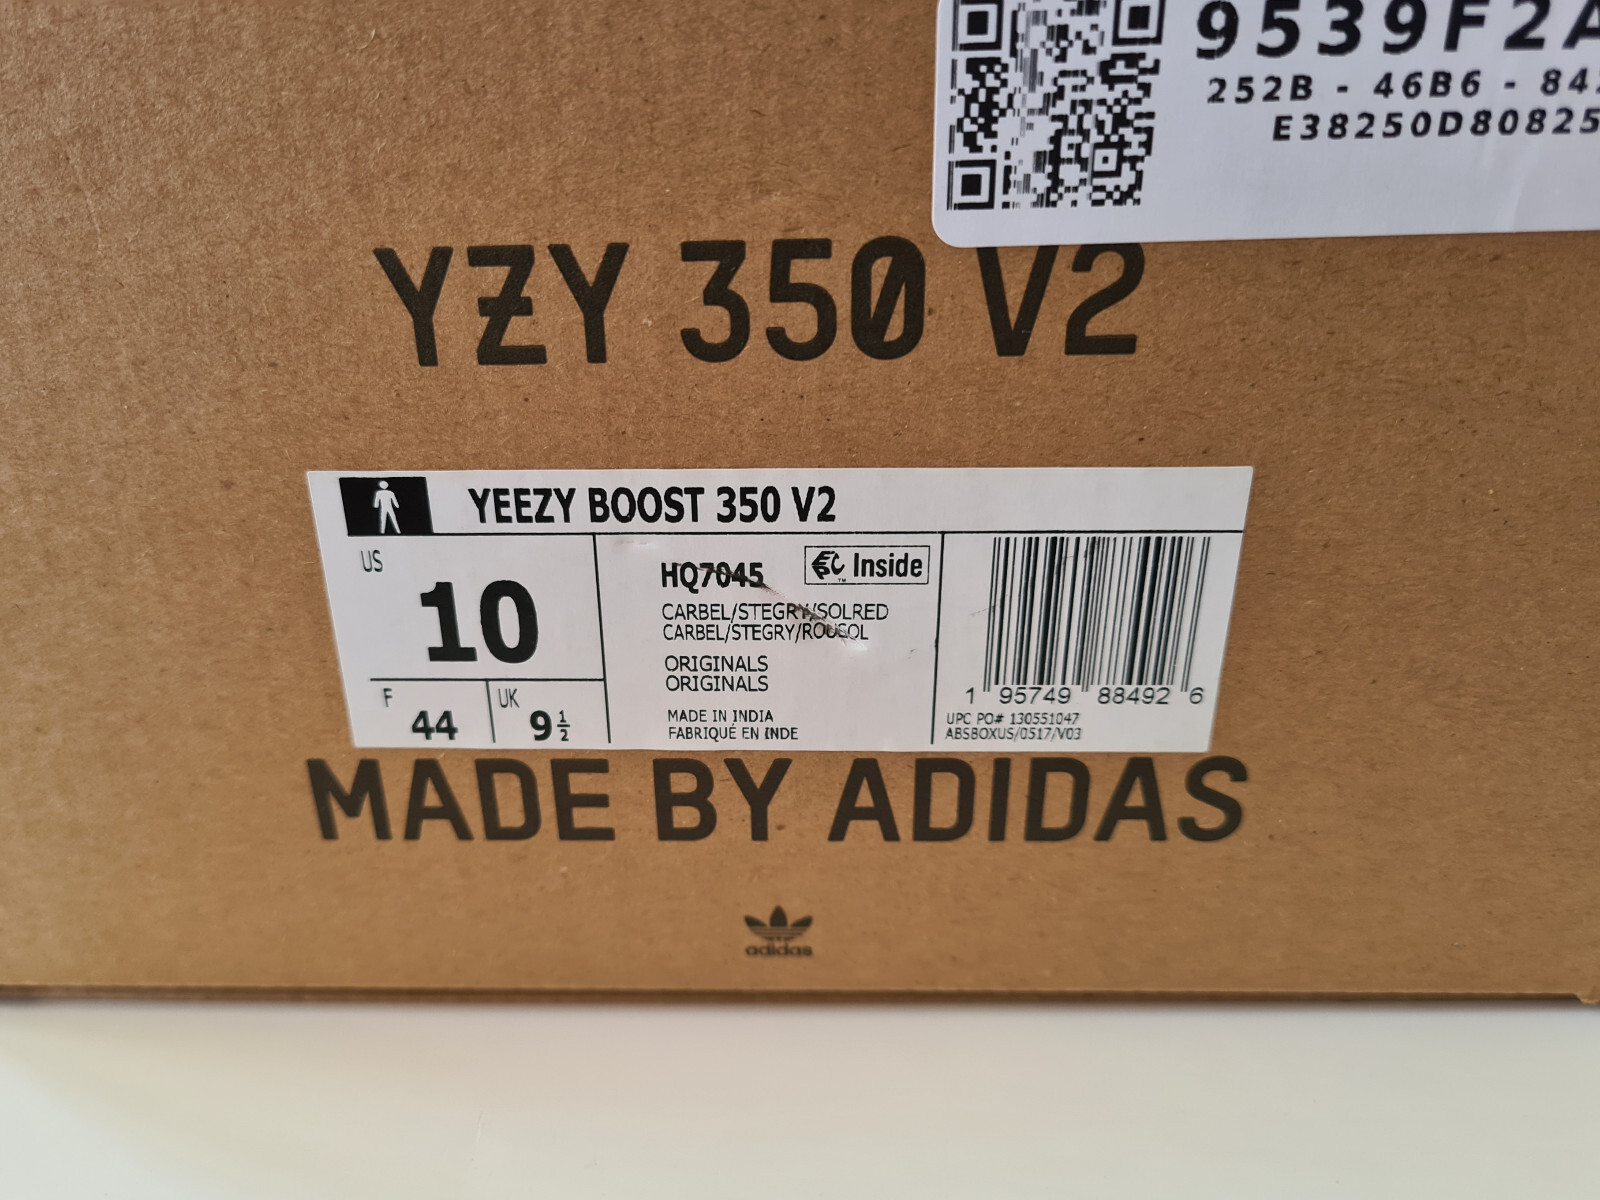 9539F2A
252B - 46B6 - 84
E38250D80825
YZY 350 V2
YEEZY BOOST 350 V2
US
10
F
44
UK
9½
HQ7045
EPC Inside
CARBEL/STEGRY/SOLRED
CARBEL/STEGRY/ROUSOL
ORIGINALS
ORIGINALS
MADE IN INDIA
FABRIQUÉ EN INDE
1 95749 88492 6
UPC PO# 130551047
ABSBOXUS/0517/V03
MADE BY ADIDAS
adidas